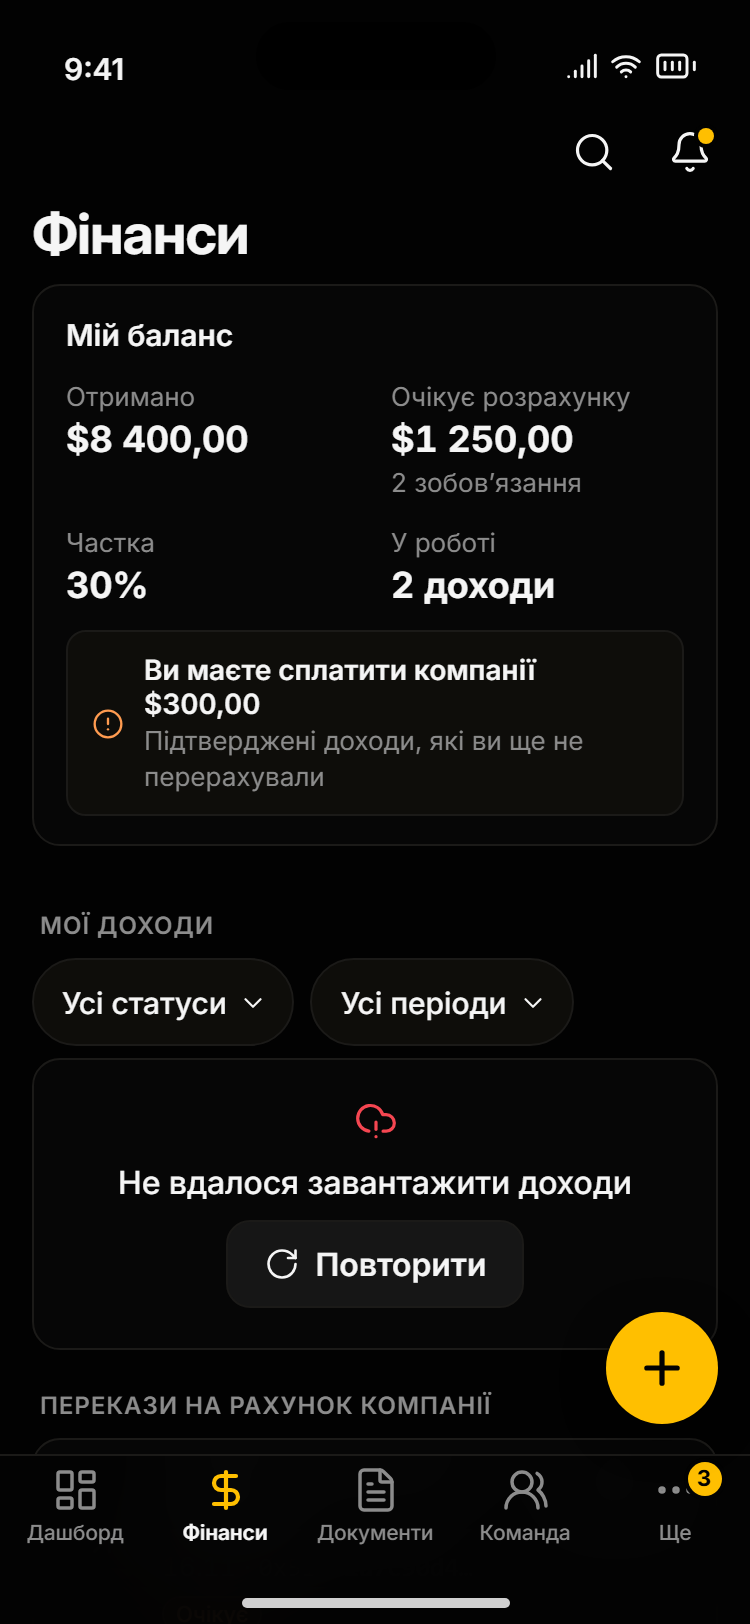 9:41
Фінанси
Мій баланс
Отримано
$8 400,00
Очікує розрахунку
$1 250,00
2 зобов’язання
Частка
30%
У роботі
2 доходи
Ви маєте сплатити компанії
$300,00
Підтверджені доходи, які ви ще не
перерахували
МОЇ ДОХОДИ
Усі статуси
Усі періоди
Не вдалося завантажити доходи
Повторити
ПЕРЕКАЗИ НА РАХУНОК КОМПАНІЇ
3
Дашборд
Фінанси
Документи
Команда
Ще